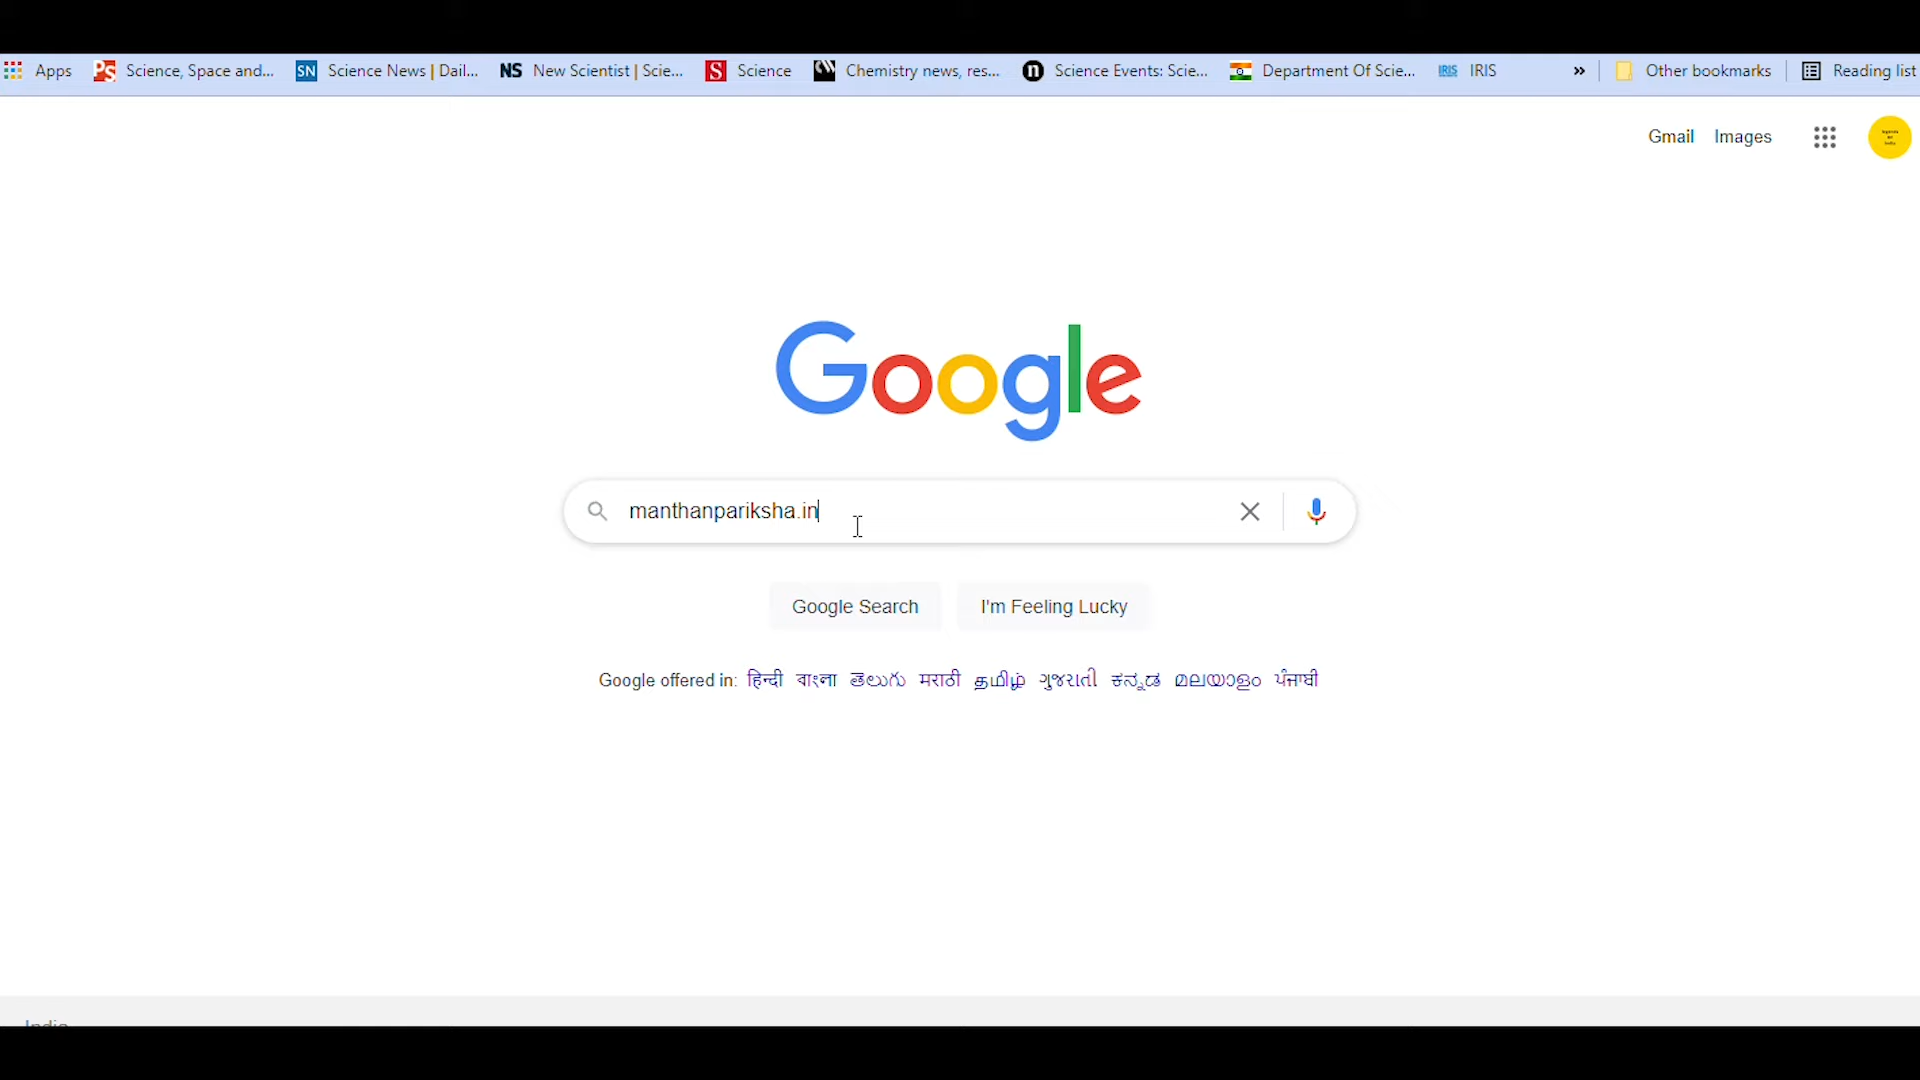 Apps PS Science, Space and... SN Science News | Dail... NS New Scientist | Scie... S Science Chemistry news, res... n Science Events: Scie... Department Of Scie... IRIS IRIS » Other bookmarks Reading list
Gmail Images
Google
manthanpariksha.in
Google Search I'm Feeling Lucky
Google offered in: हिन्दी বাংলা తెలుగు मराठी தமிழ் ગુજરાતી ಕನ್ನಡ മലയാളം ਪੰਜਾਬੀ
India